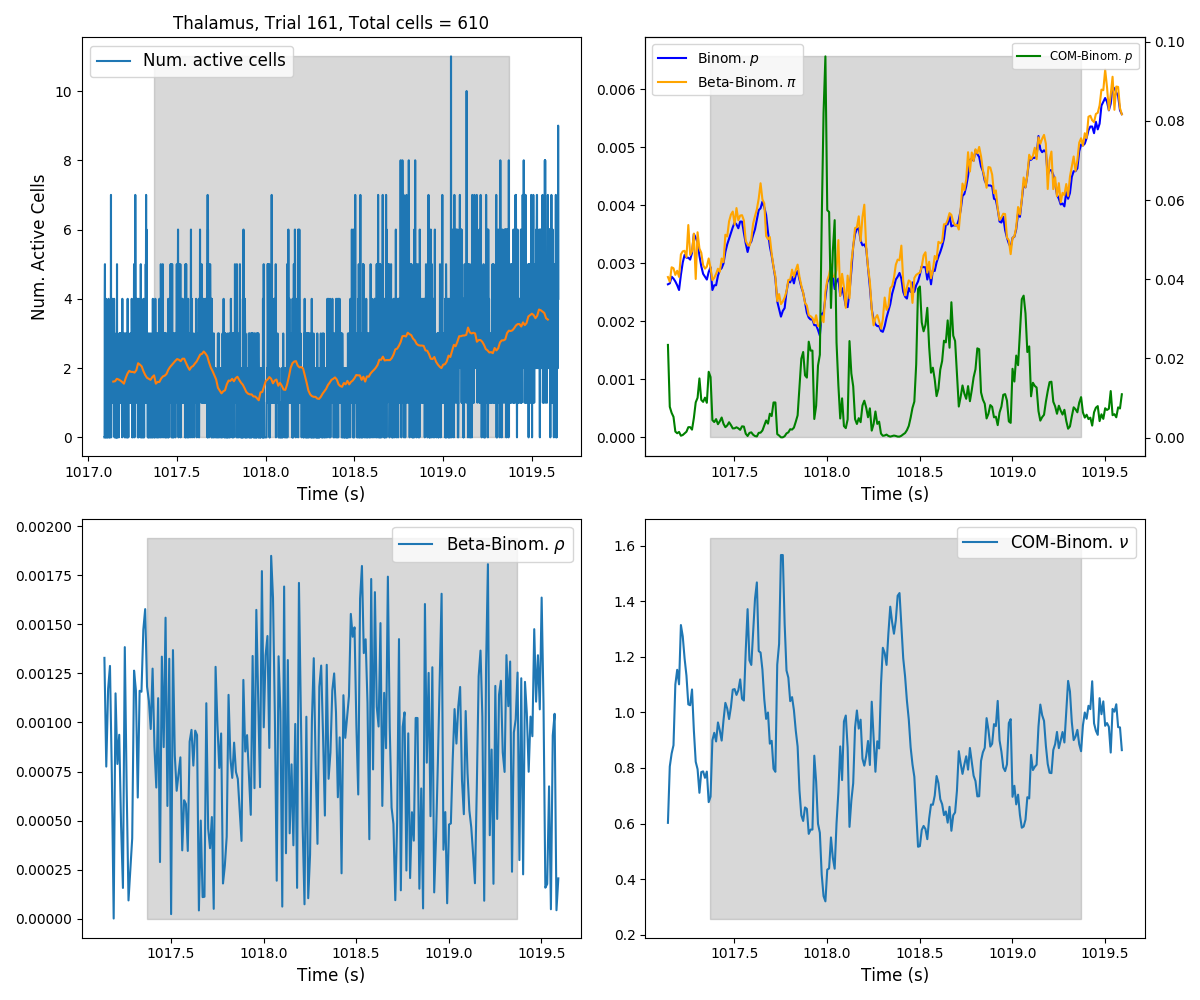 Thalamus, Trial 161, Total cells = 610
Num. active cells
Num. Active Cells
10
8
6
4
2
0
1017.0 1017.5 1018.0 1018.5 1019.0 1019.5
Time (s)
Binom. p
Beta-Binom. π
COM-Binom. p
0.006
0.005
0.004
0.003
0.002
0.001
0.000
0.10
0.08
0.06
0.04
0.02
0.00
1017.5 1018.0 1018.5 1019.0 1019.5
Time (s)
Beta-Binom. ρ
0.00200
0.00175
0.00150
0.00125
0.00100
0.00075
0.00050
0.00025
0.00000
1017.5 1018.0 1018.5 1019.0 1019.5
Time (s)
COM-Binom. ν
1.6
1.4
1.2
1.0
0.8
0.6
0.4
0.2
1017.5 1018.0 1018.5 1019.0 1019.5
Time (s)